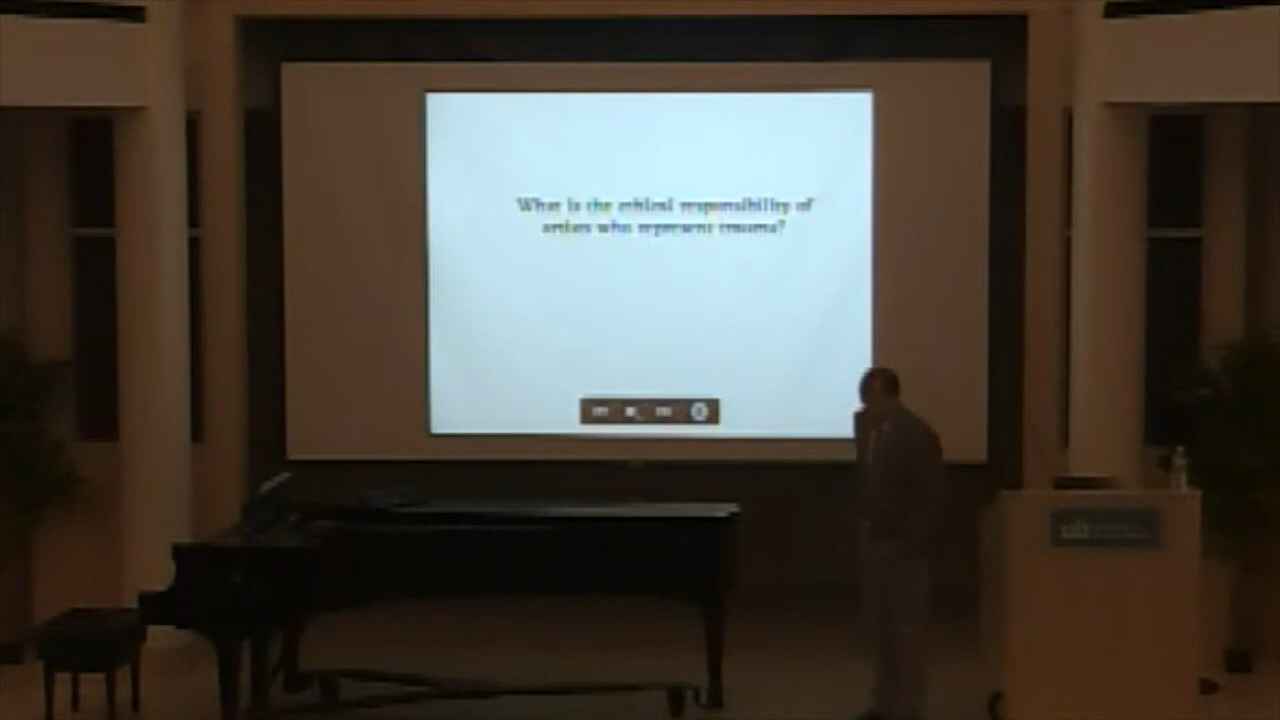 What is the ethical responsibility of
artists who represent trauma?